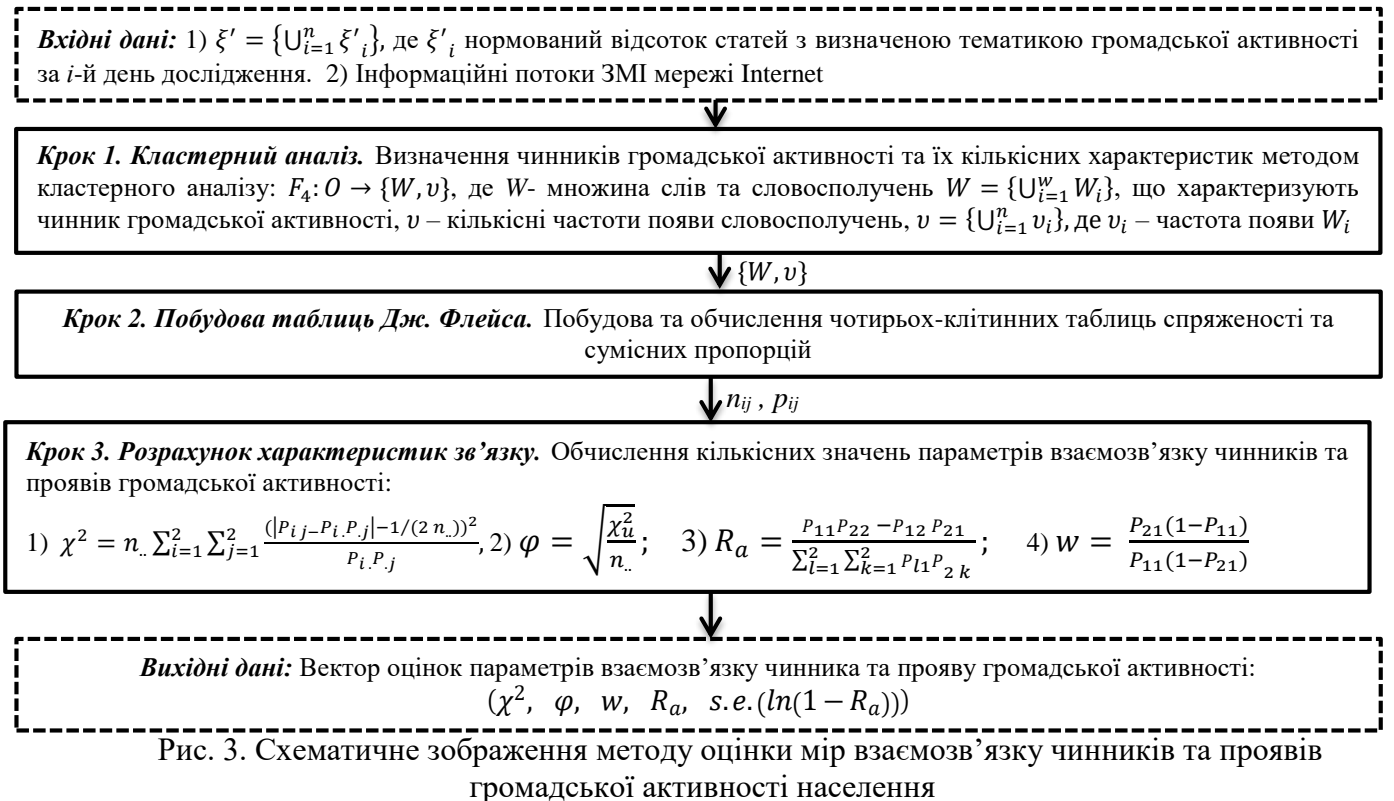 Вхідні дані: 1) ξ′ = {⋃ⁿᵢ₌₁ ξ′ᵢ}, де ξ′ᵢ нормований відсоток статей з визначеною тематикою громадської активності
за i-й день дослідження. 2) Інформаційні потоки ЗМІ мережі Internet
Крок 1. Кластерний аналіз. Визначення чинників громадської активності та їх кількісних характеристик методом
кластерного аналізу: F₄: O → {W, υ}, де W- множина слів та словосполучень W = {⋃ʷᵢ₌₁ Wᵢ}, що характеризують
чинник громадської активності, υ – кількісні частоти появи словосполучень, υ = {⋃ⁿᵢ₌₁ υᵢ}, де υᵢ – частота появи Wᵢ
{W, υ}
Крок 2. Побудова таблиць Дж. Флейса. Побудова та обчислення чотирьох-клітинних таблиць спряженості та
сумісних пропорцій
nᵢⱼ , pᵢⱼ
Крок 3. Розрахунок характеристик зв’язку. Обчислення кількісних значень параметрів взаємозв’язку чинників та
проявів громадської активності:
1) χ² = n.. ∑²ᵢ₌₁ ∑²ⱼ₌₁ (|Pᵢⱼ−Pᵢ.P.ⱼ|−1/(2 n..))² / Pᵢ.P.ⱼ, 2) φ = √(χ²ᵤ / n..); 3) Rₐ = (P₁₁P₂₂ −P₁₂ P₂₁) / (∑²ₗ₌₁ ∑²ₖ₌₁ Pₗ₁P₂ₖ); 4) w = P₂₁(1−P₁₁) / P₁₁(1−P₂₁)
Вихідні дані: Вектор оцінок параметрів взаємозв’язку чинника та прояву громадської активності:
(χ², φ, w, Rₐ, s.e.(ln(1 − Rₐ)))
Рис. 3. Схематичне зображення методу оцінки мір взаємозв’язку чинників та проявів
громадської активності населення